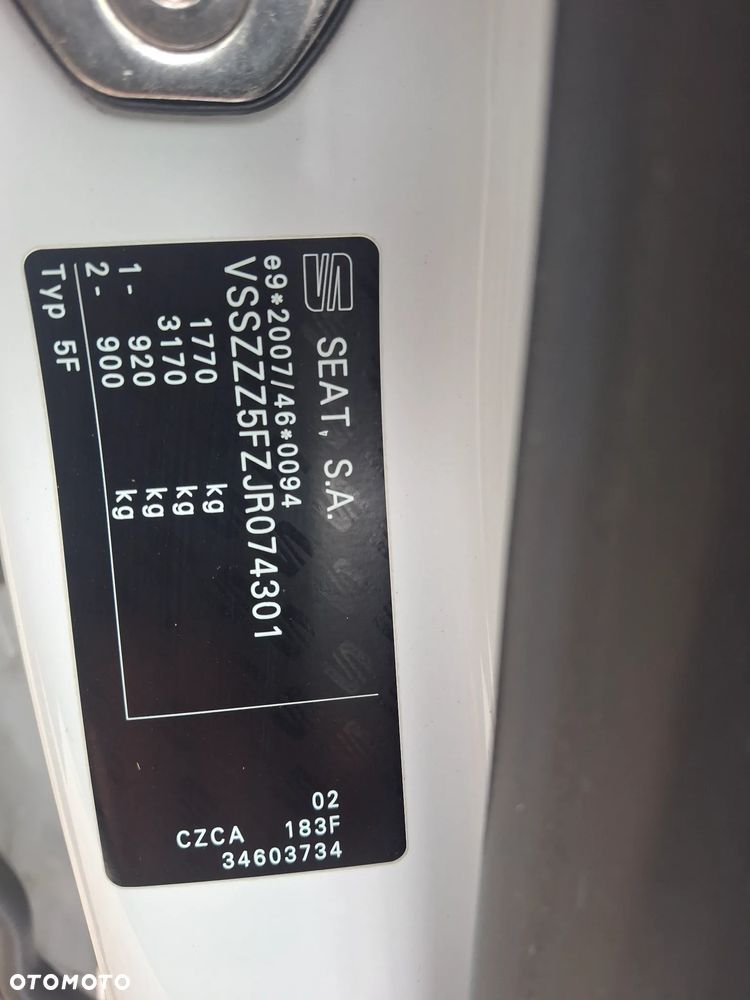 SEAT, S.A.
e9*2007/46*0094
VSSZZZ5FZJR074301
1770 kg
3170 kg
1- 920 kg
2- 900 kg
Typ 5F
02
CZCA 183F
34603734
OTOMOTO